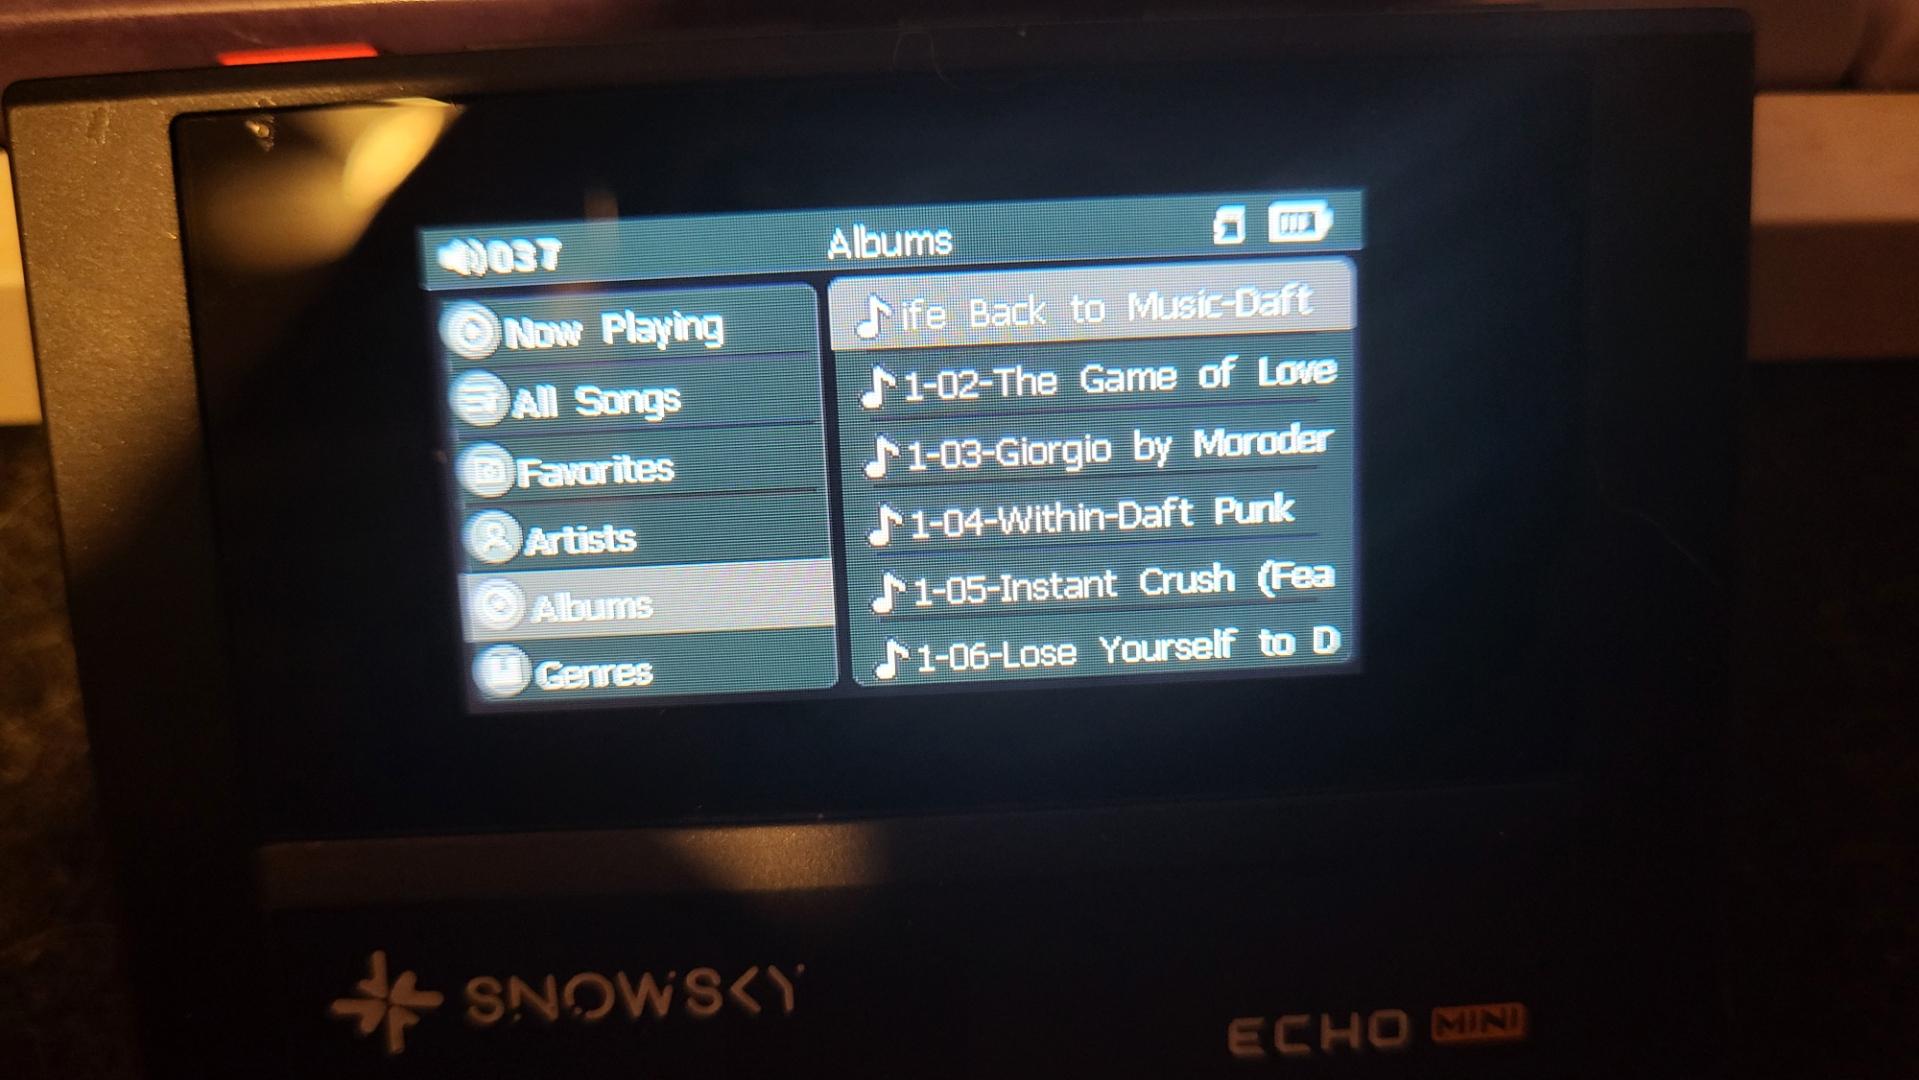 037 Albums
Now Playing
All Songs
Favorites
Artists
Albums
Genres
ife Back to Music-Daft
1-02-The Game of Love
1-03-Giorgio by Moroder
1-04-Within-Daft Punk
1-05-Instant Crush (Fea
1-06-Lose Yourself to D
SNOWSKY
ECHO MINI